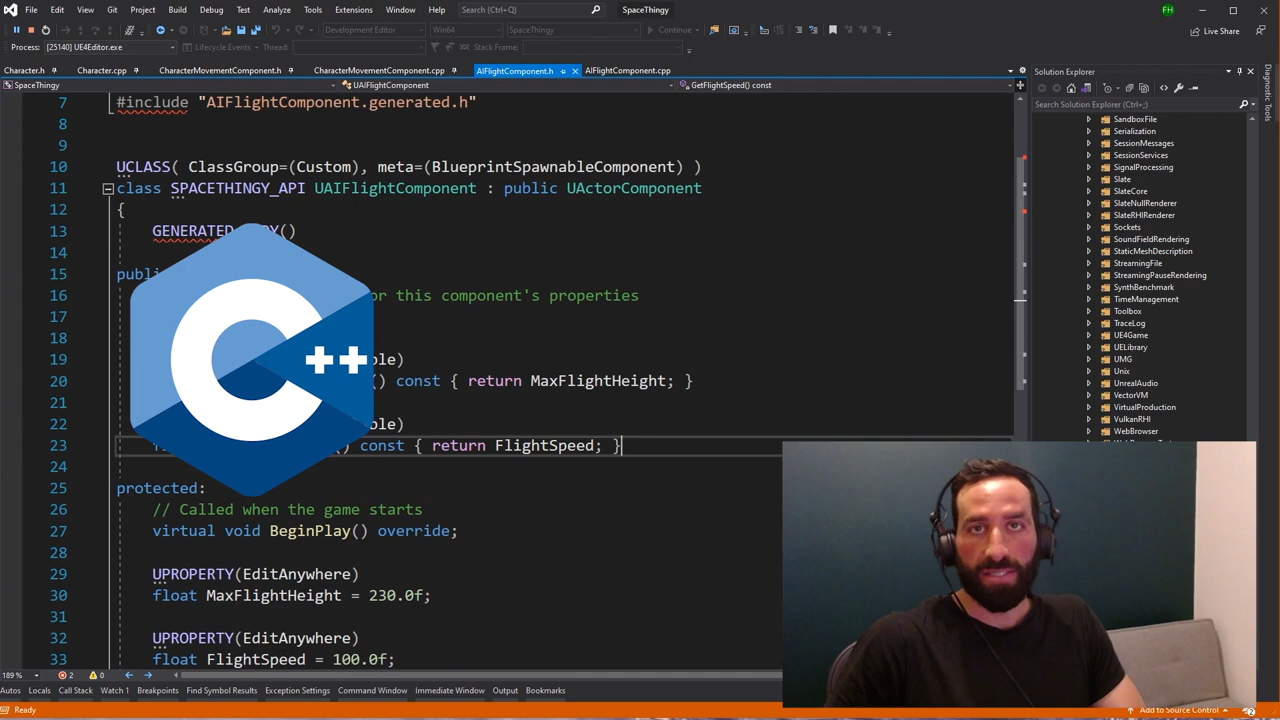 File Edit View Git Project Build Debug Test Analyze Tools Extensions Window Help Search (Ctrl+Q) SpaceThingy FH
Development Editor Win64 SpaceThingy Continue Live Share
Process: [25140] UE4Editor.exe Lifecycle Events Thread: Stack Frame:
Character.h Character.cpp CharacterMovementComponent.h CharacterMovementComponent.cpp AIFlightComponent.h AIFlightComponent.cpp
SpaceThingy UAIFlightComponent GetFlightSpeed() const
7 #include "AIFlightComponent.generated.h"
8
9
10 UCLASS( ClassGroup=(Custom), meta=(BlueprintSpawnableComponent) )
11 class SPACETHINGY_API UAIFlightComponent : public UActorComponent
12 {
13 GENERATED
14
15
16 this component's properties
17
18
19
20 const { return MaxFlightHeight; }
21
22
23 const { return FlightSpeed; }
24
25 protected:
26 // Called when the game starts
27 virtual void BeginPlay() override;
28
29 UPROPERTY(EditAnywhere)
30 float MaxFlightHeight = 230.0f;
31
32 UPROPERTY(EditAnywhere)
33 float FlightSpeed = 100.0f;
C++
Solution Explorer
Search Solution Explorer (Ctrl+;)
SandboxFile
Serialization
SessionMessages
SessionServices
SignalProcessing
Slate
SlateCore
SlateNullRenderer
SlateRHIRenderer
Sockets
SoundFieldRendering
StaticMeshDescription
StreamingFile
StreamingPauseRendering
SynthBenchmark
TimeManagement
Toolbox
TraceLog
UE4Game
UELibrary
UMG
Unix
UnrealAudio
VectorVM
VirtualProduction
VulkanRHI
WebBrowser
Diagnostic Tools
189 % 2 0
Autos Locals Call Stack Watch 1 Breakpoints Find Symbol Results Exception Settings Command Window Immediate Window Output Bookmarks
Ready Add to Source Control 2